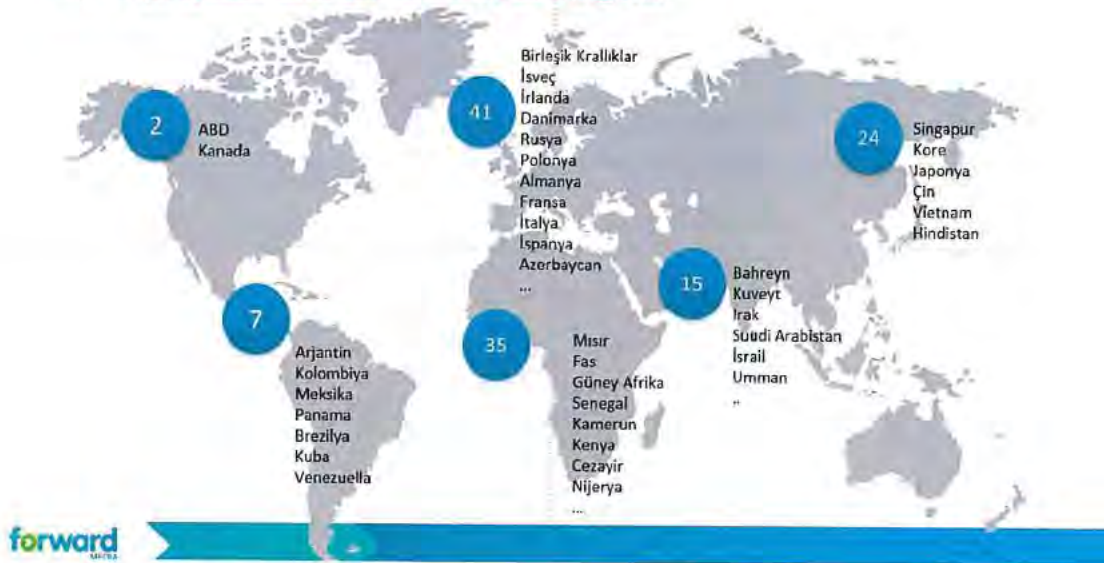 2
ABD
Kanada
41
Birleşik Krallıklar
İsveç
İrlanda
Danimarka
Rusya
Polonya
Almanya
Fransa
İtalya
İspanya
Azerbaycan
...
24
Singapur
Kore
Japonya
Çin
Vietnam
Hindistan
15
Bahreyn
Kuveyt
Irak
Suudi Arabistan
İsrail
Umman
..
7
Arjantin
Kolombiya
Meksika
Panama
Brezilya
Kuba
Venezuella
35
Mısır
Fas
Güney Afrika
Senegal
Kamerun
Kenya
Cezayir
Nijerya
...
forward
MEDIA